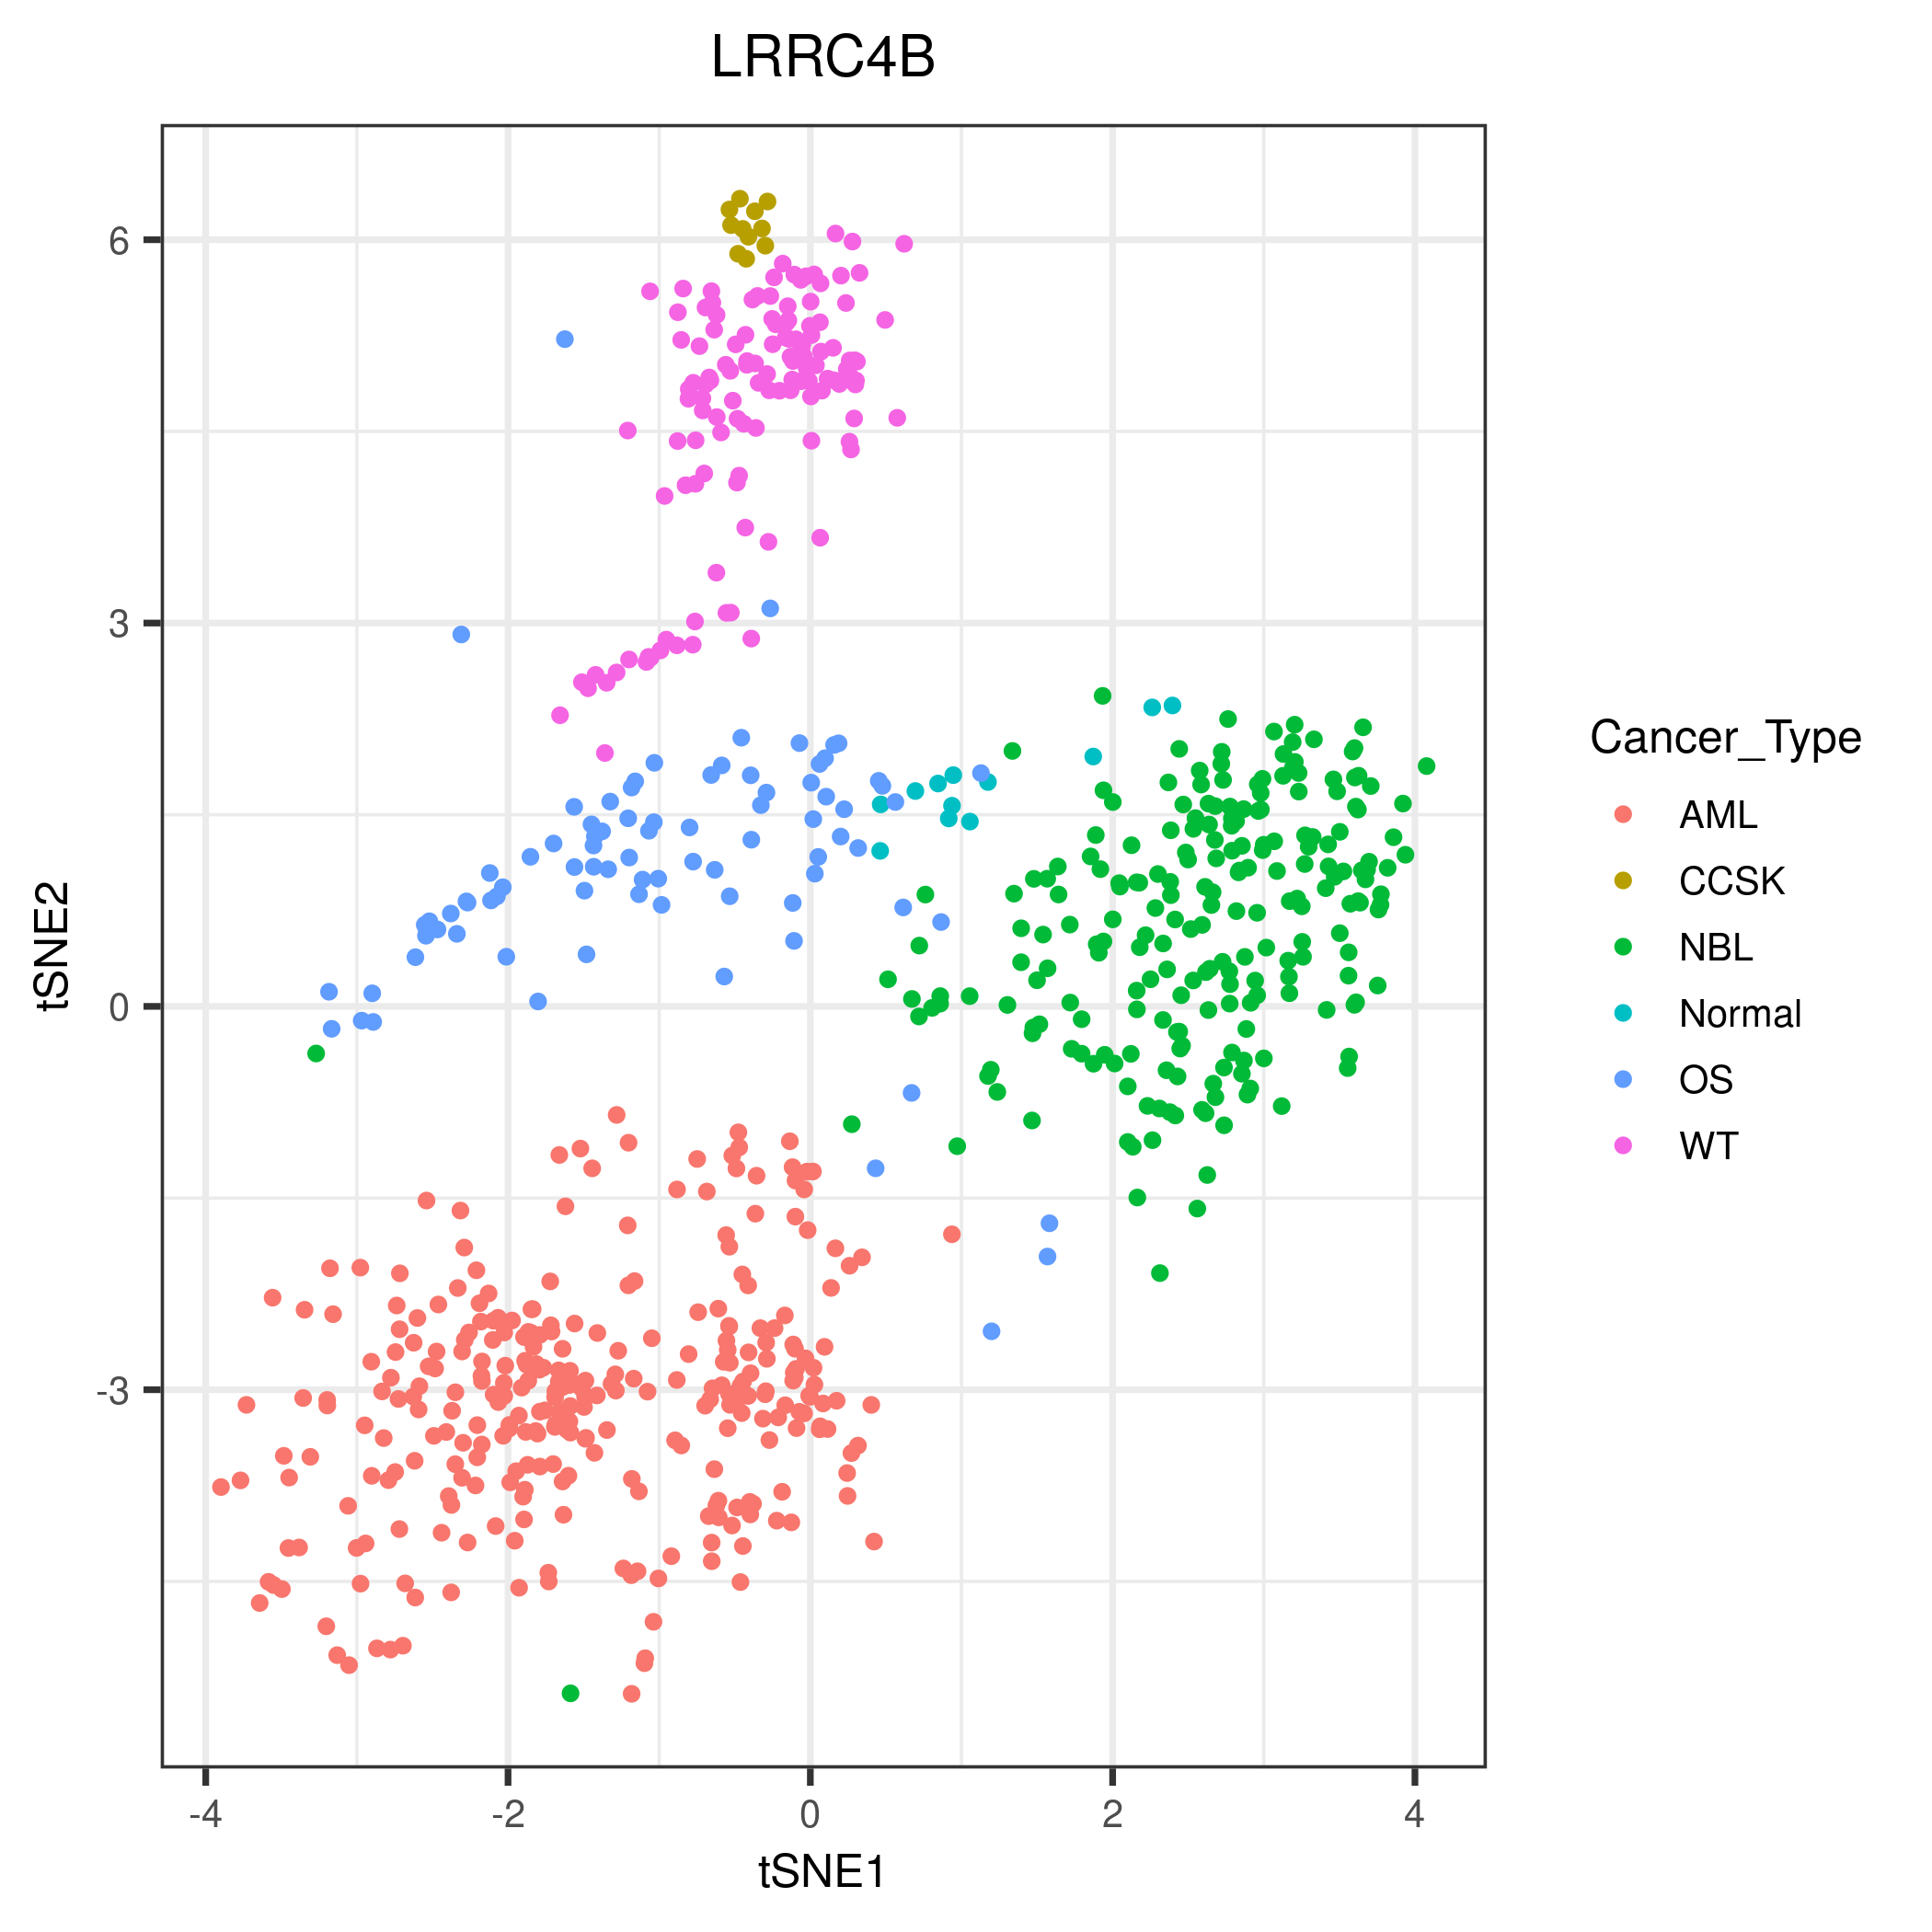 LRRC4B
6
3
0
-3
tSNE2
-4
-2
0
2
4
tSNE1
Cancer_Type
AML
CCSK
NBL
Normal
OS
WT